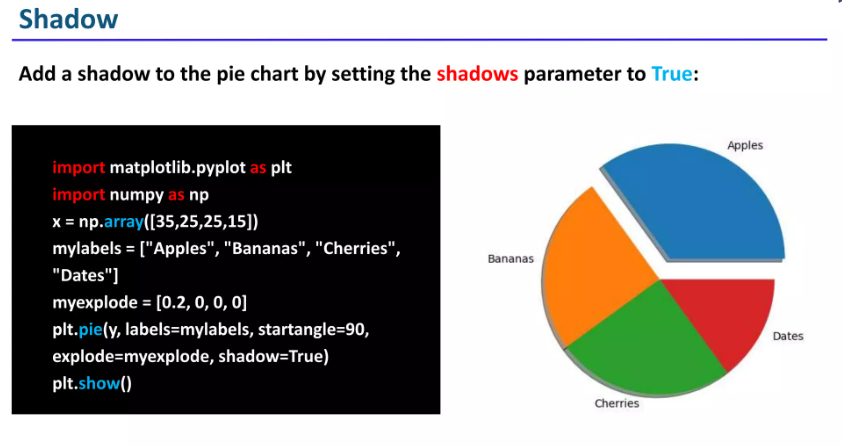 Shadow
Add a shadow to the pie chart by setting the shadows parameter to True:
import matplotlib.pyplot as plt
import numpy as np
x = np.array([35,25,25,15])
mylabels = ["Apples", "Bananas", "Cherries",
"Dates"]
myexplode = [0.2, 0, 0, 0]
plt.pie(y, labels=mylabels, startangle=90,
explode=myexplode, shadow=True)
plt.show()
Apples
Bananas
Dates
Cherries